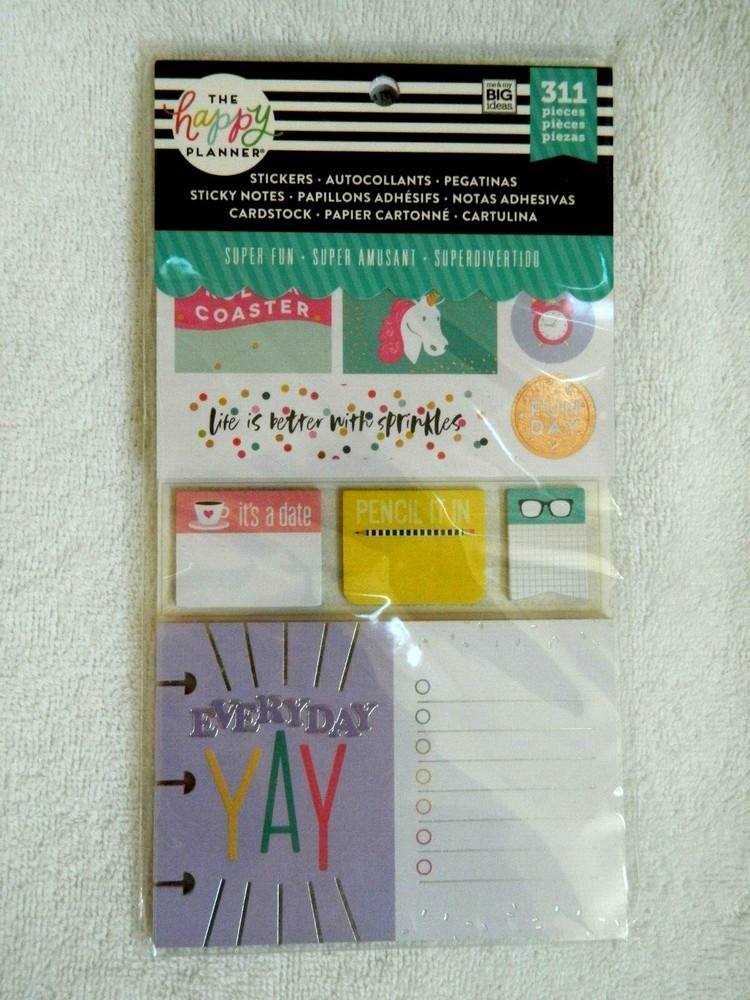 THE
happy
PLANNER®
me & my
BIG
ideas
311
pieces
pièces
piezas
STICKERS • AUTOCOLLANTS • PEGATINAS
STICKY NOTES • PAPILLONS ADHÉSIFS • NOTAS ADHESIVAS
CARDSTOCK • PAPIER CARTONNÉ • CARTULINA
SUPER FUN • SUPER AMUSANT • SUPERDIVERTIDO
COASTER
life is better with sprinkles
FUN
DAY
it's a date
PENCIL IT IN
EVERYDAY
YAY